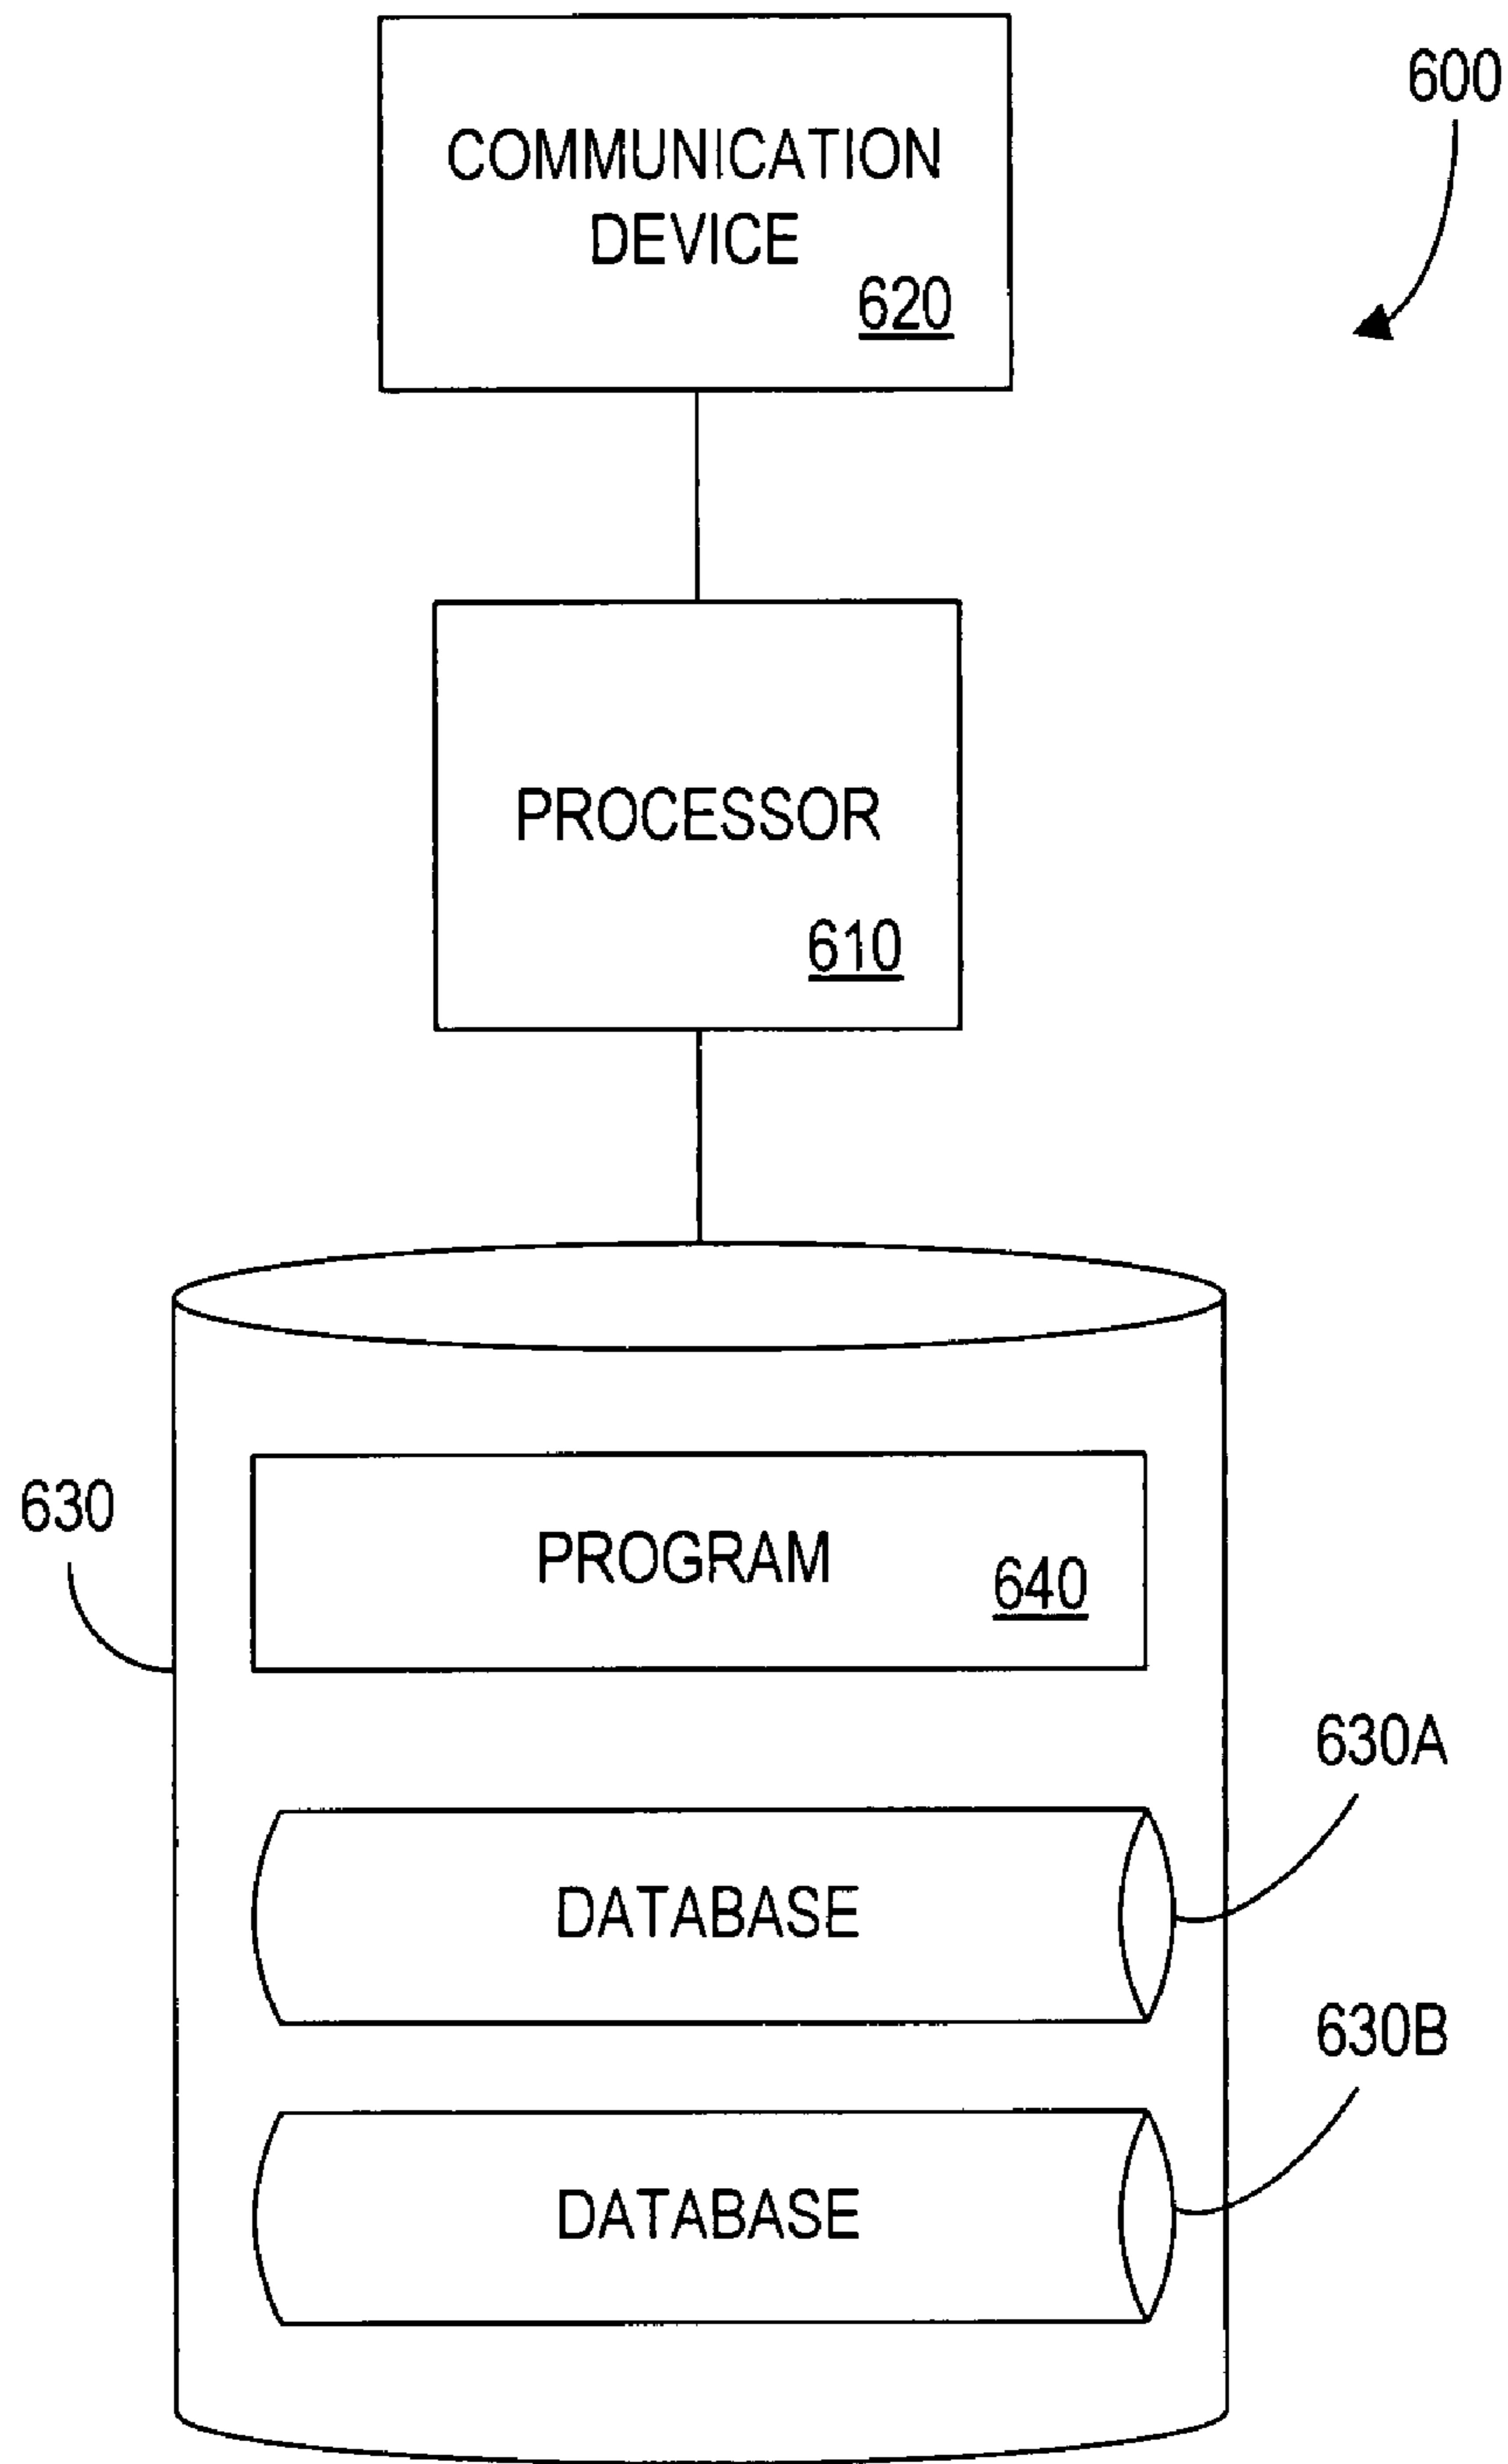 600
COMMUNICATION
DEVICE
620
PROCESSOR
610
630
PROGRAM
640
630A
DATABASE
630B
DATABASE